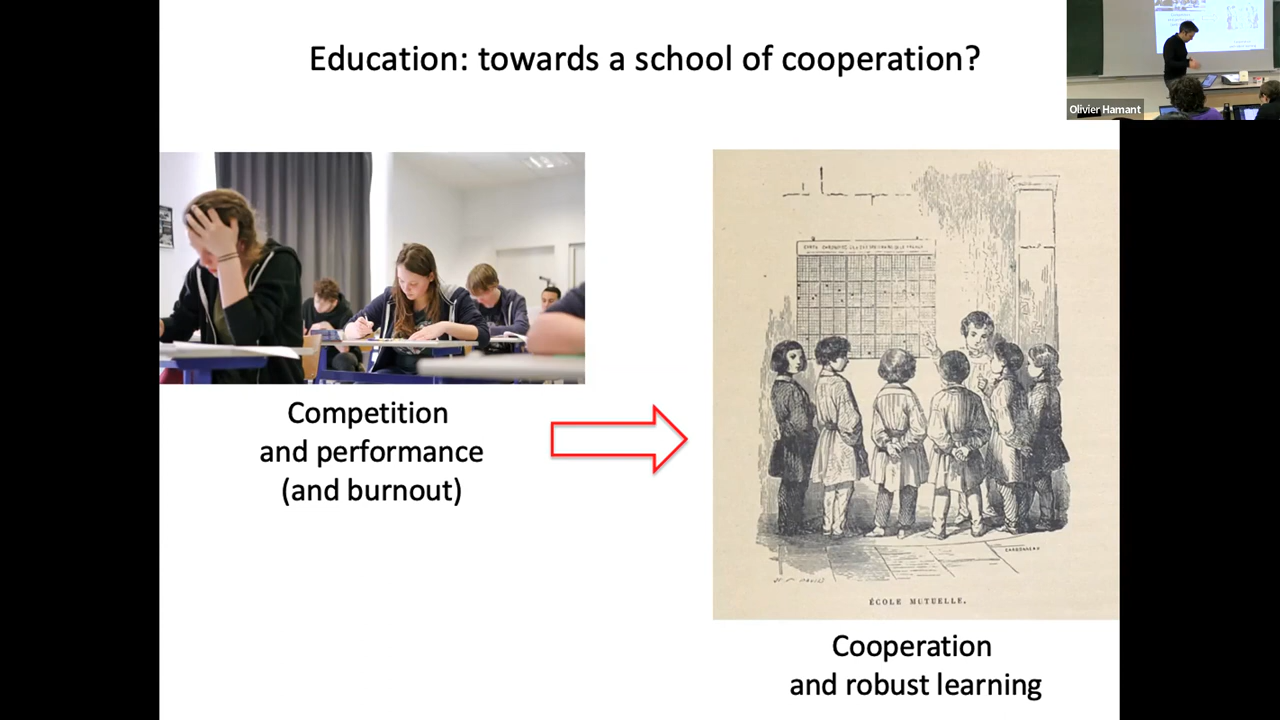 Education: towards a school of cooperation?
Olivier Hamant
Competition
and performance
(and burnout)
ÉCOLE MUTUELLE.
Cooperation
and robust learning